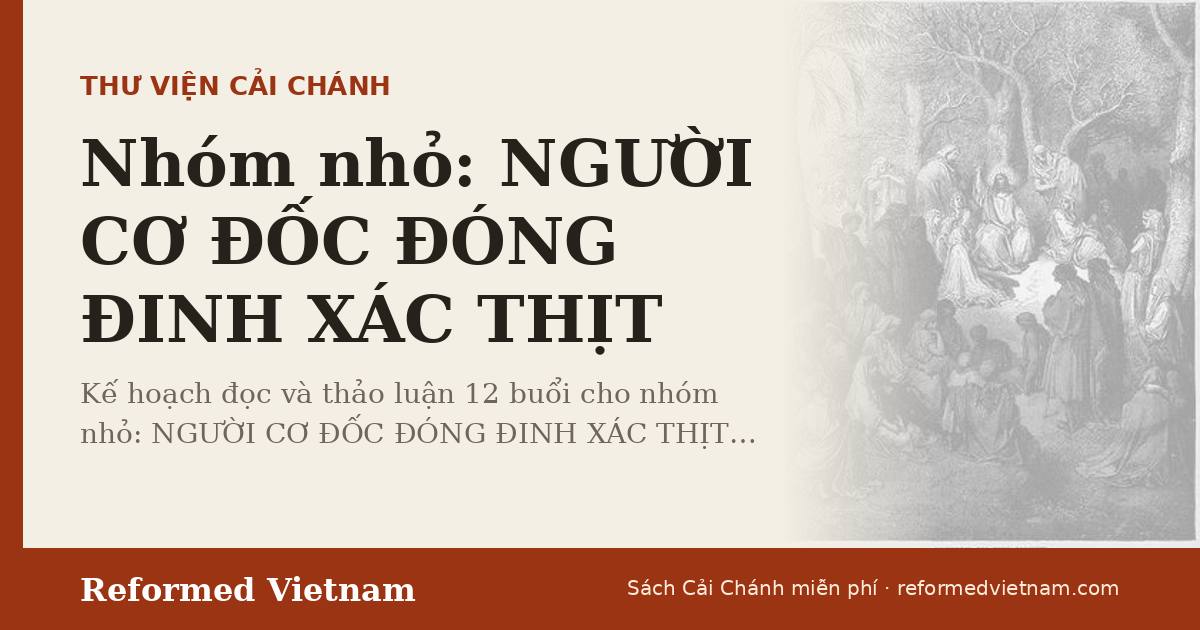 THƯ VIỆN CẢI CHÁNH
Nhóm nhỏ: NGƯỜI
CƠ ĐỐC ĐÓNG
ĐINH XÁC THỊT
Kế hoạch đọc và thảo luận 12 buổi cho nhóm
nhỏ: NGƯỜI CƠ ĐỐC ĐÓNG ĐINH XÁC THỊT…
Reformed Vietnam
Sách Cải Chánh miễn phí · reformedvietnam.com